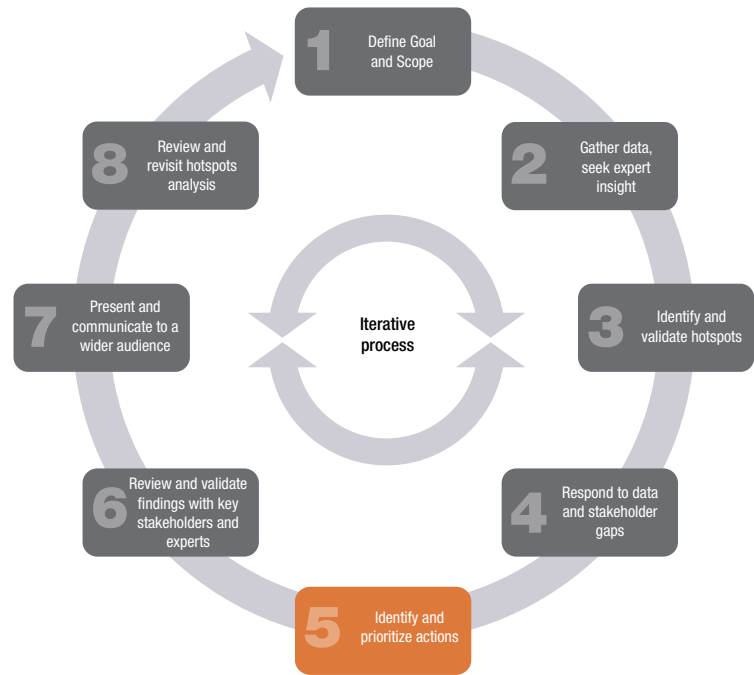 1
Define Goal
and Scope
2
Gather data,
seek expert
insight
3
Identify and
validate hotspots
4
Respond to data
and stakeholder
gaps
5
Identify and
prioritize actions
6
Review and validate
findings with key
stakeholders and
experts
7
Present and
communicate to a
wider audience
8
Review and
revisit hotspots
analysis
Iterative
process